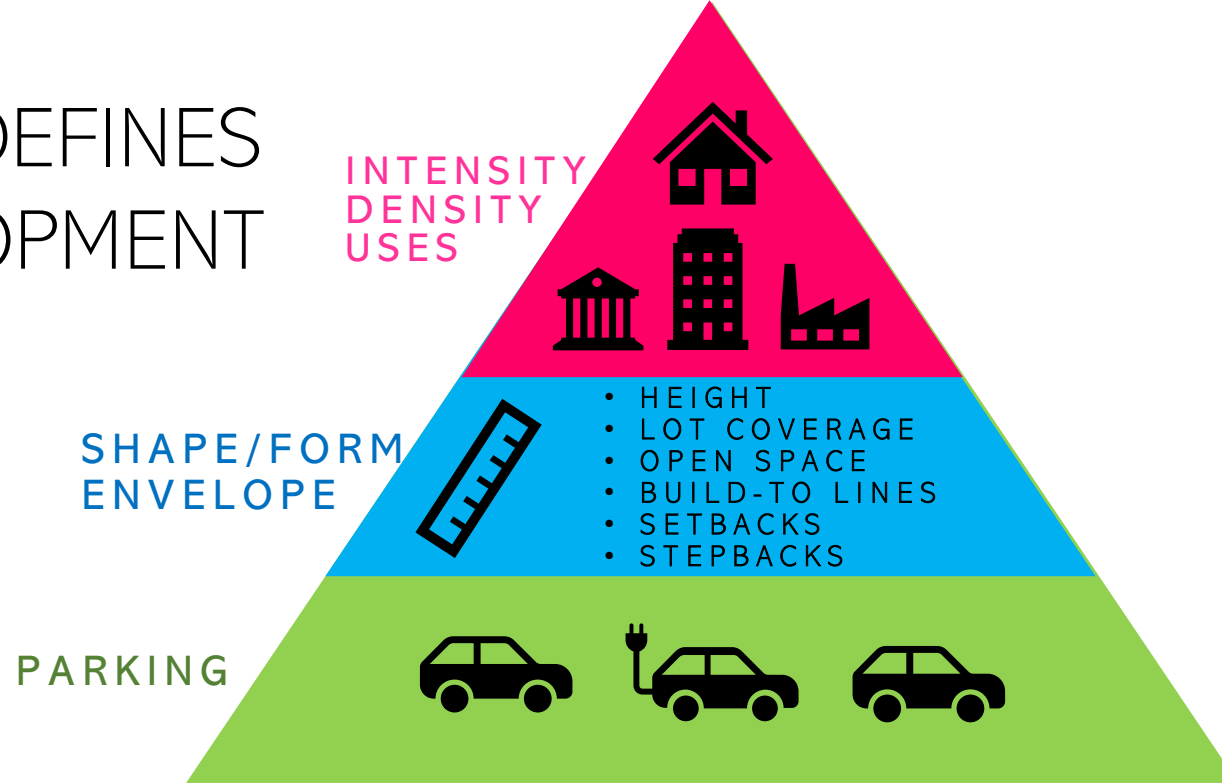 DEFINES
OPMENT
INTENSITY
DENSITY
USES
• HEIGHT
• LOT COVERAGE
• OPEN SPACE
• BUILD-TO LINES
• SETBACKS
• STEPBACKS
SHAPE/FORM
ENVELOPE
PARKING